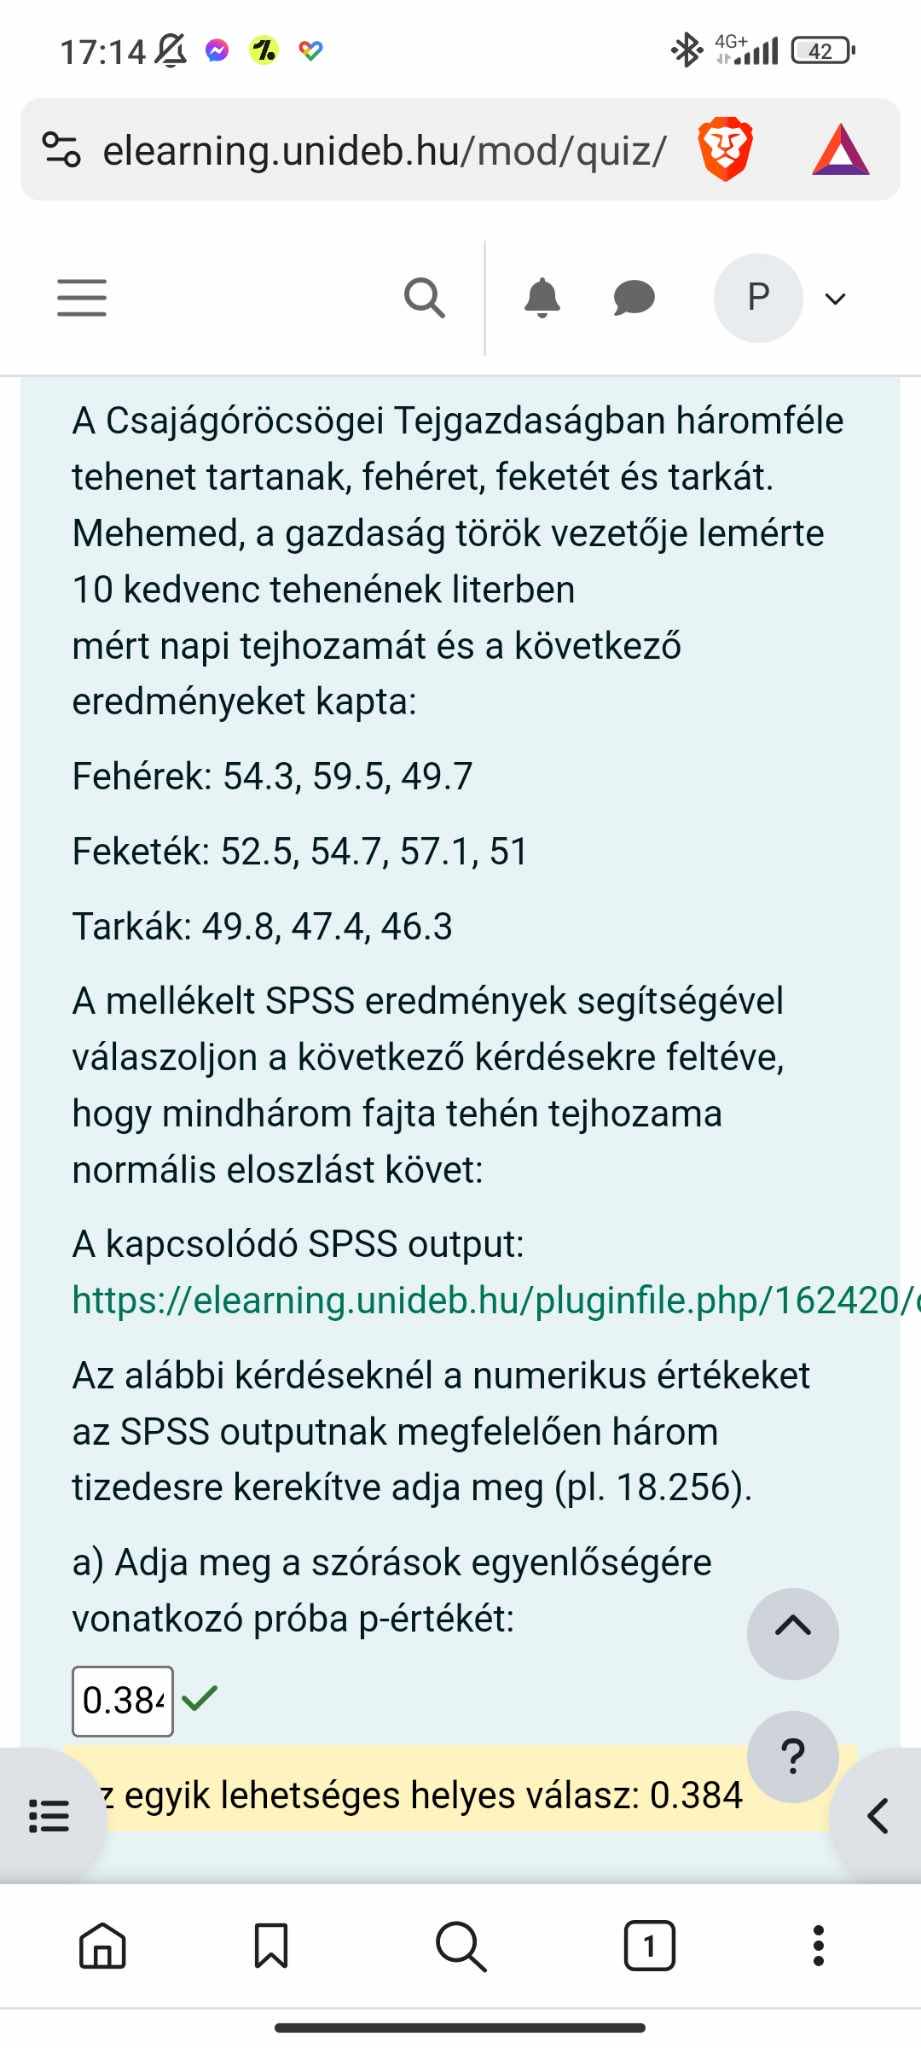 17:14
4G+
42
elearning.unideb.hu/mod/quiz/
P
A Csajágóröcsögei Tejgazdaságban háromféle
tehenet tartanak, fehéret, feketét és tarkát.
Mehemed, a gazdaság török vezetője lemérte
10 kedvenc tehenének literben
mért napi tejhozamát és a következő
eredményeket kapta:
Fehérek: 54.3, 59.5, 49.7
Feketék: 52.5, 54.7, 57.1, 51
Tarkák: 49.8, 47.4, 46.3
A mellékelt SPSS eredmények segítségével
válaszoljon a következő kérdésekre feltéve,
hogy mindhárom fajta tehén tejhozama
normális eloszlást követ:
A kapcsolódó SPSS output:
https://elearning.unideb.hu/pluginfile.php/162420/
Az alábbi kérdéseknél a numerikus értékeket
az SPSS outputnak megfelelően három
tizedesre kerekítve adja meg (pl. 18.256).
a) Adja meg a szórások egyenlőségére
vonatkozó próba p-értékét:
0.384
?
z egyik lehetséges helyes válasz: 0.384
1